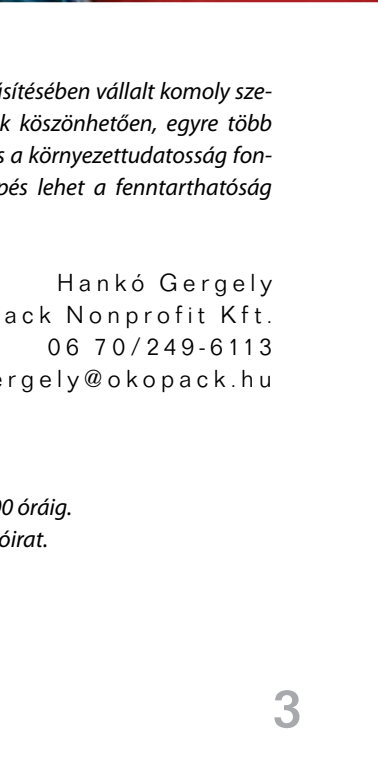 sítésében vállalt komoly sze-
k köszönhetően, egyre több
s a környezettudatosság fon-
pés lehet a fenntarthatóság
Hankó Gergely
ack Nonprofit Kft.
06 70/249-6113
ergely@okopack.hu
00 óráig.
óirat.
3